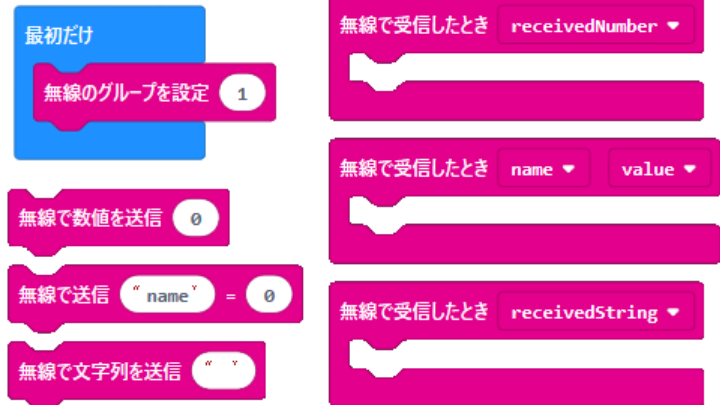 最初だけ
無線のグループを設定 1
無線で数値を送信 0
無線で送信 "name" = 0
無線で文字列を送信 " "
無線で受信したとき receivedNumber
無線で受信したとき name value
無線で受信したとき receivedString